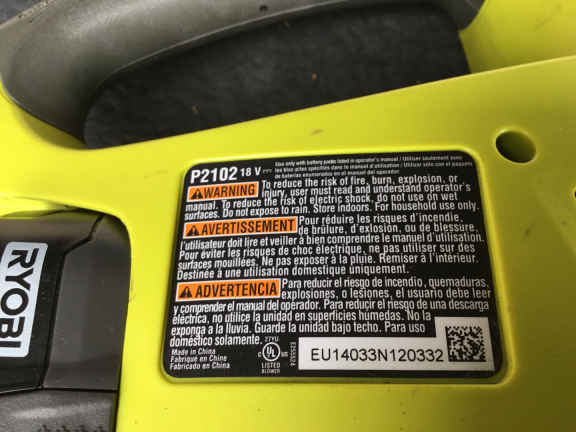 P2102 18 V Use only with battery packs listed in operator's manual / Utiliser seulement avec
les bloc-piles spécifiés dans le manuel d'utilisation / Utilice sólo con el paquete
de baterías enumerados en el manual del operador
WARNING To reduce the risk of fire, burn, explosion, or
injury, user must read and understand operator's
manual. To reduce the risk of electric shock, do not use on wet
surfaces. Do not expose to rain. Store indoors. For household use only.
AVERTISSEMENT Pour réduire les risques d'incendie,
de brûlure, d'exlosion, ou de blessure,
l'utilisateur doit lire et veiller à bien comprendre le manuel d'utilisation.
Pour éviter les risques de choc electrique, ne pas utiliser sur des
surfaces mouillées. Ne pas exposer à la pluie. Remiser à l'intérieur.
Destinée à une utilisation domestique uniquement.
ADVERTENCIA Para reducir el riesgo de incendio, quemaduras,
explosiones, o lesiones, el usuario debe leer
y comprender el manual del operador. Para reducir el riesgo de una descarga
eléctrica, no utilice la unidad en superficies húmedas. No la
exponga a la lluvia. Guarde la unidad bajo techo. Para uso
doméstico solamente.
Made in China
Fabriqué en Chine
Fabricado en China
27YU
UL
LISTED
BLOWER
E255324
EU14033N120332
RYOBI